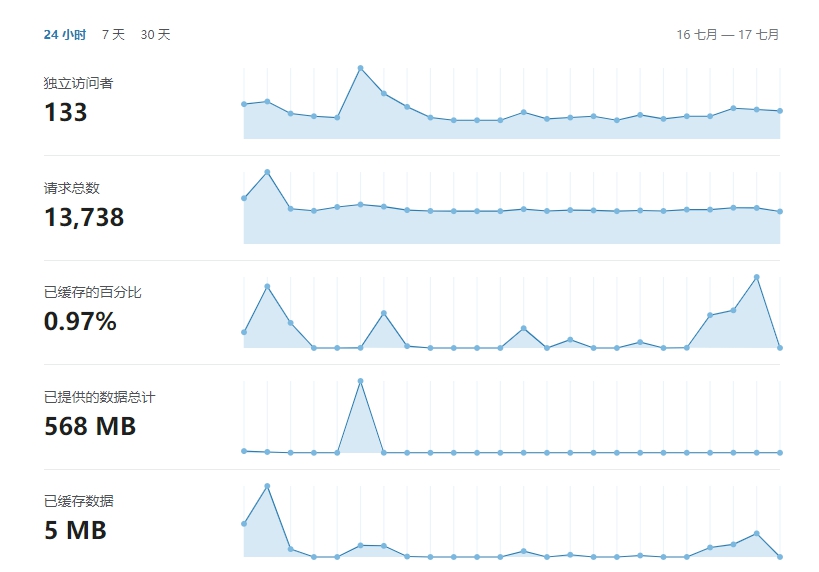 24 小时 7 天 30 天 16 七月 — 17 七月
独立访问者
133
请求总数
13,738
已缓存的百分比
0.97%
已提供的数据总计
568 MB
已缓存数据
5 MB